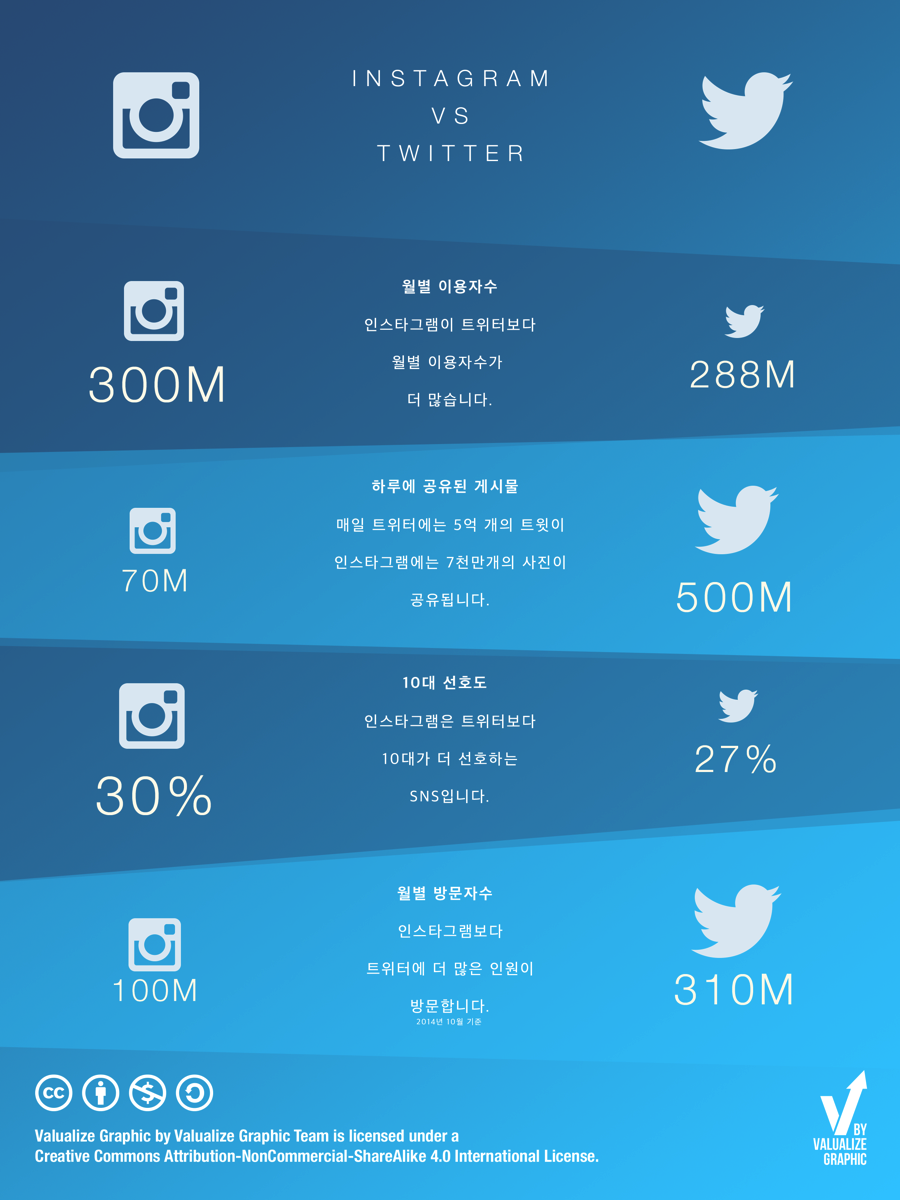 INSTAGRAM
VS
TWITTER
월별 이용자수
인스타그램이 트위터보다
월별 이용자수가
더 많습니다.
300M
288M
하루에 공유된 게시물
매일 트위터에는 5억 개의 트윗이
인스타그램에는 7천만개의 사진이
공유됩니다.
70M
500M
10대 선호도
인스타그램은 트위터보다
10대가 더 선호하는
SNS입니다.
30%
27%
월별 방문자수
인스타그램보다
트위터에 더 많은 인원이
방문합니다.
2014년 10월 기준
100M
310M
cc
Valualize Graphic by Valualize Graphic Team is licensed under a
Creative Commons Attribution-NonCommercial-ShareAlike 4.0 International License.
V BY
VALUALIZE
GRAPHIC